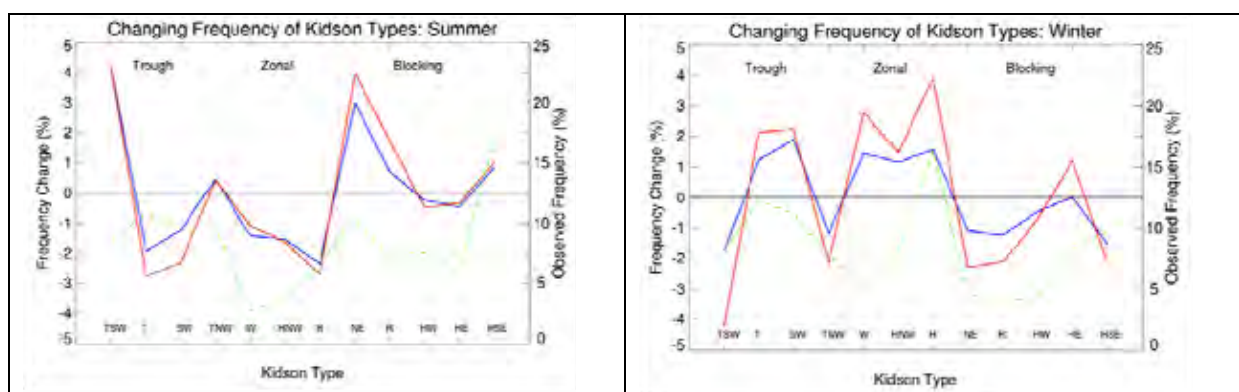 Changing Frequency of Kidson Types: Summer
5
4
3
2
1
0
-1
-2
-3
-4
-5
Frequency Change (%)
Trough Zonal Blocking
25
20
15
10
5
0
Observed Frequency (%)
TSW T SW TNW W HNW H NE R HW HE HSE
Kidson Type
Changing Frequency of Kidson Types: Winter
5
4
3
2
1
0
-1
-2
-3
-4
-5
Frequency Change (%)
Trough Zonal Blocking
25
20
15
10
5
0
Observed Frequency (%)
TSW T SW TNW W HNW H NE R HW HE HSE
Kidson Type